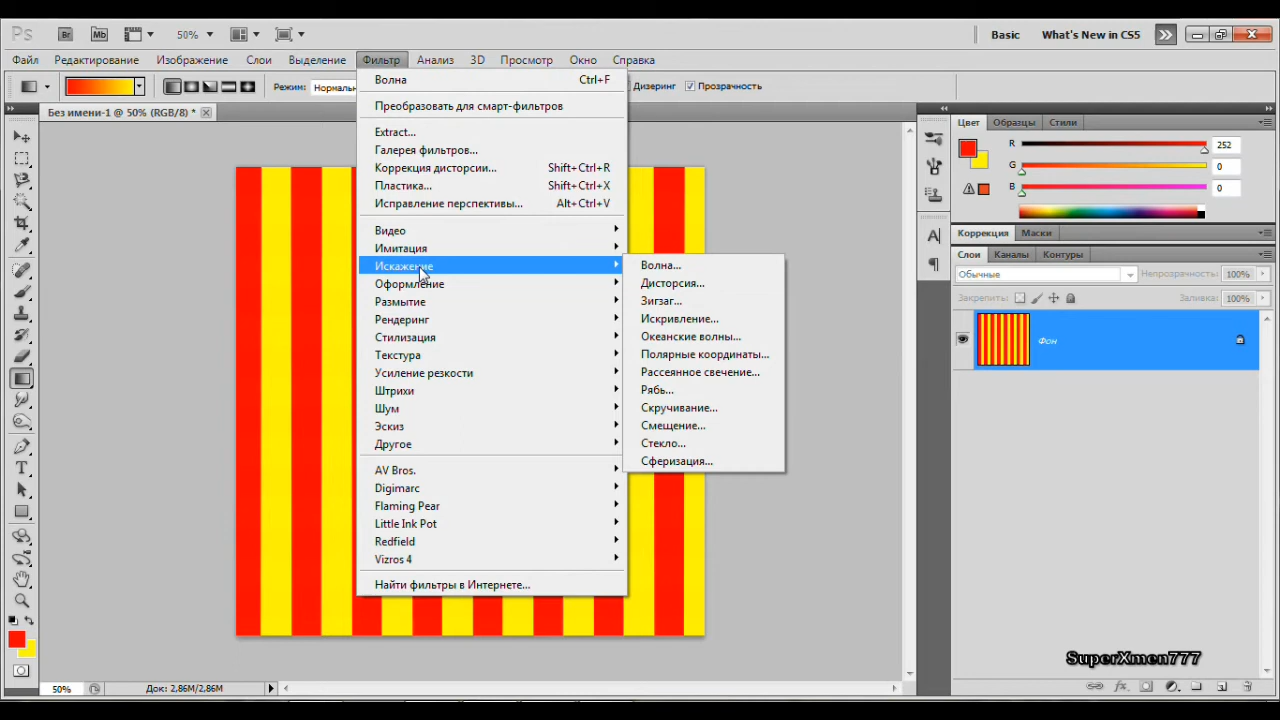 Ps Br Mb 50% Basic What's New in CS5
Файл Редактирование Изображение Слои Выделение Фильтр Анализ 3D Просмотр Окно Справка
Режим: Нормальн Дизеринг Прозрачность
Без имени-1 @ 50% (RGB/8) *
Волна Ctrl+F
Преобразовать для смарт-фильтров
Extract...
Галерея фильтров...
Коррекция дисторсии... Shift+Ctrl+R
Пластика... Shift+Ctrl+X
Исправление перспективы... Alt+Ctrl+V
Видео
Имитация
Искажение
Оформление
Размытие
Рендеринг
Стилизация
Текстура
Усиление резкости
Штрихи
Шум
Эскиз
Другое
AV Bros.
Digimarc
Flaming Pear
Little Ink Pot
Redfield
Vizros 4
Найти фильтры в Интернете...
Волна...
Дисторсия...
Зигзаг...
Искривление...
Океанские волны...
Полярные координаты...
Рассеянное свечение...
Рябь...
Скручивание...
Смещение...
Стекло...
Сферизация...
Цвет Образцы Стили
R 252
G 0
B 0
Коррекция Маски
Слои Каналы Контуры
Обычные Непрозрачность: 100%
Закрепить: Заливка: 100%
Фон
SuperXmen777
50% Док: 2,86M/2,86M